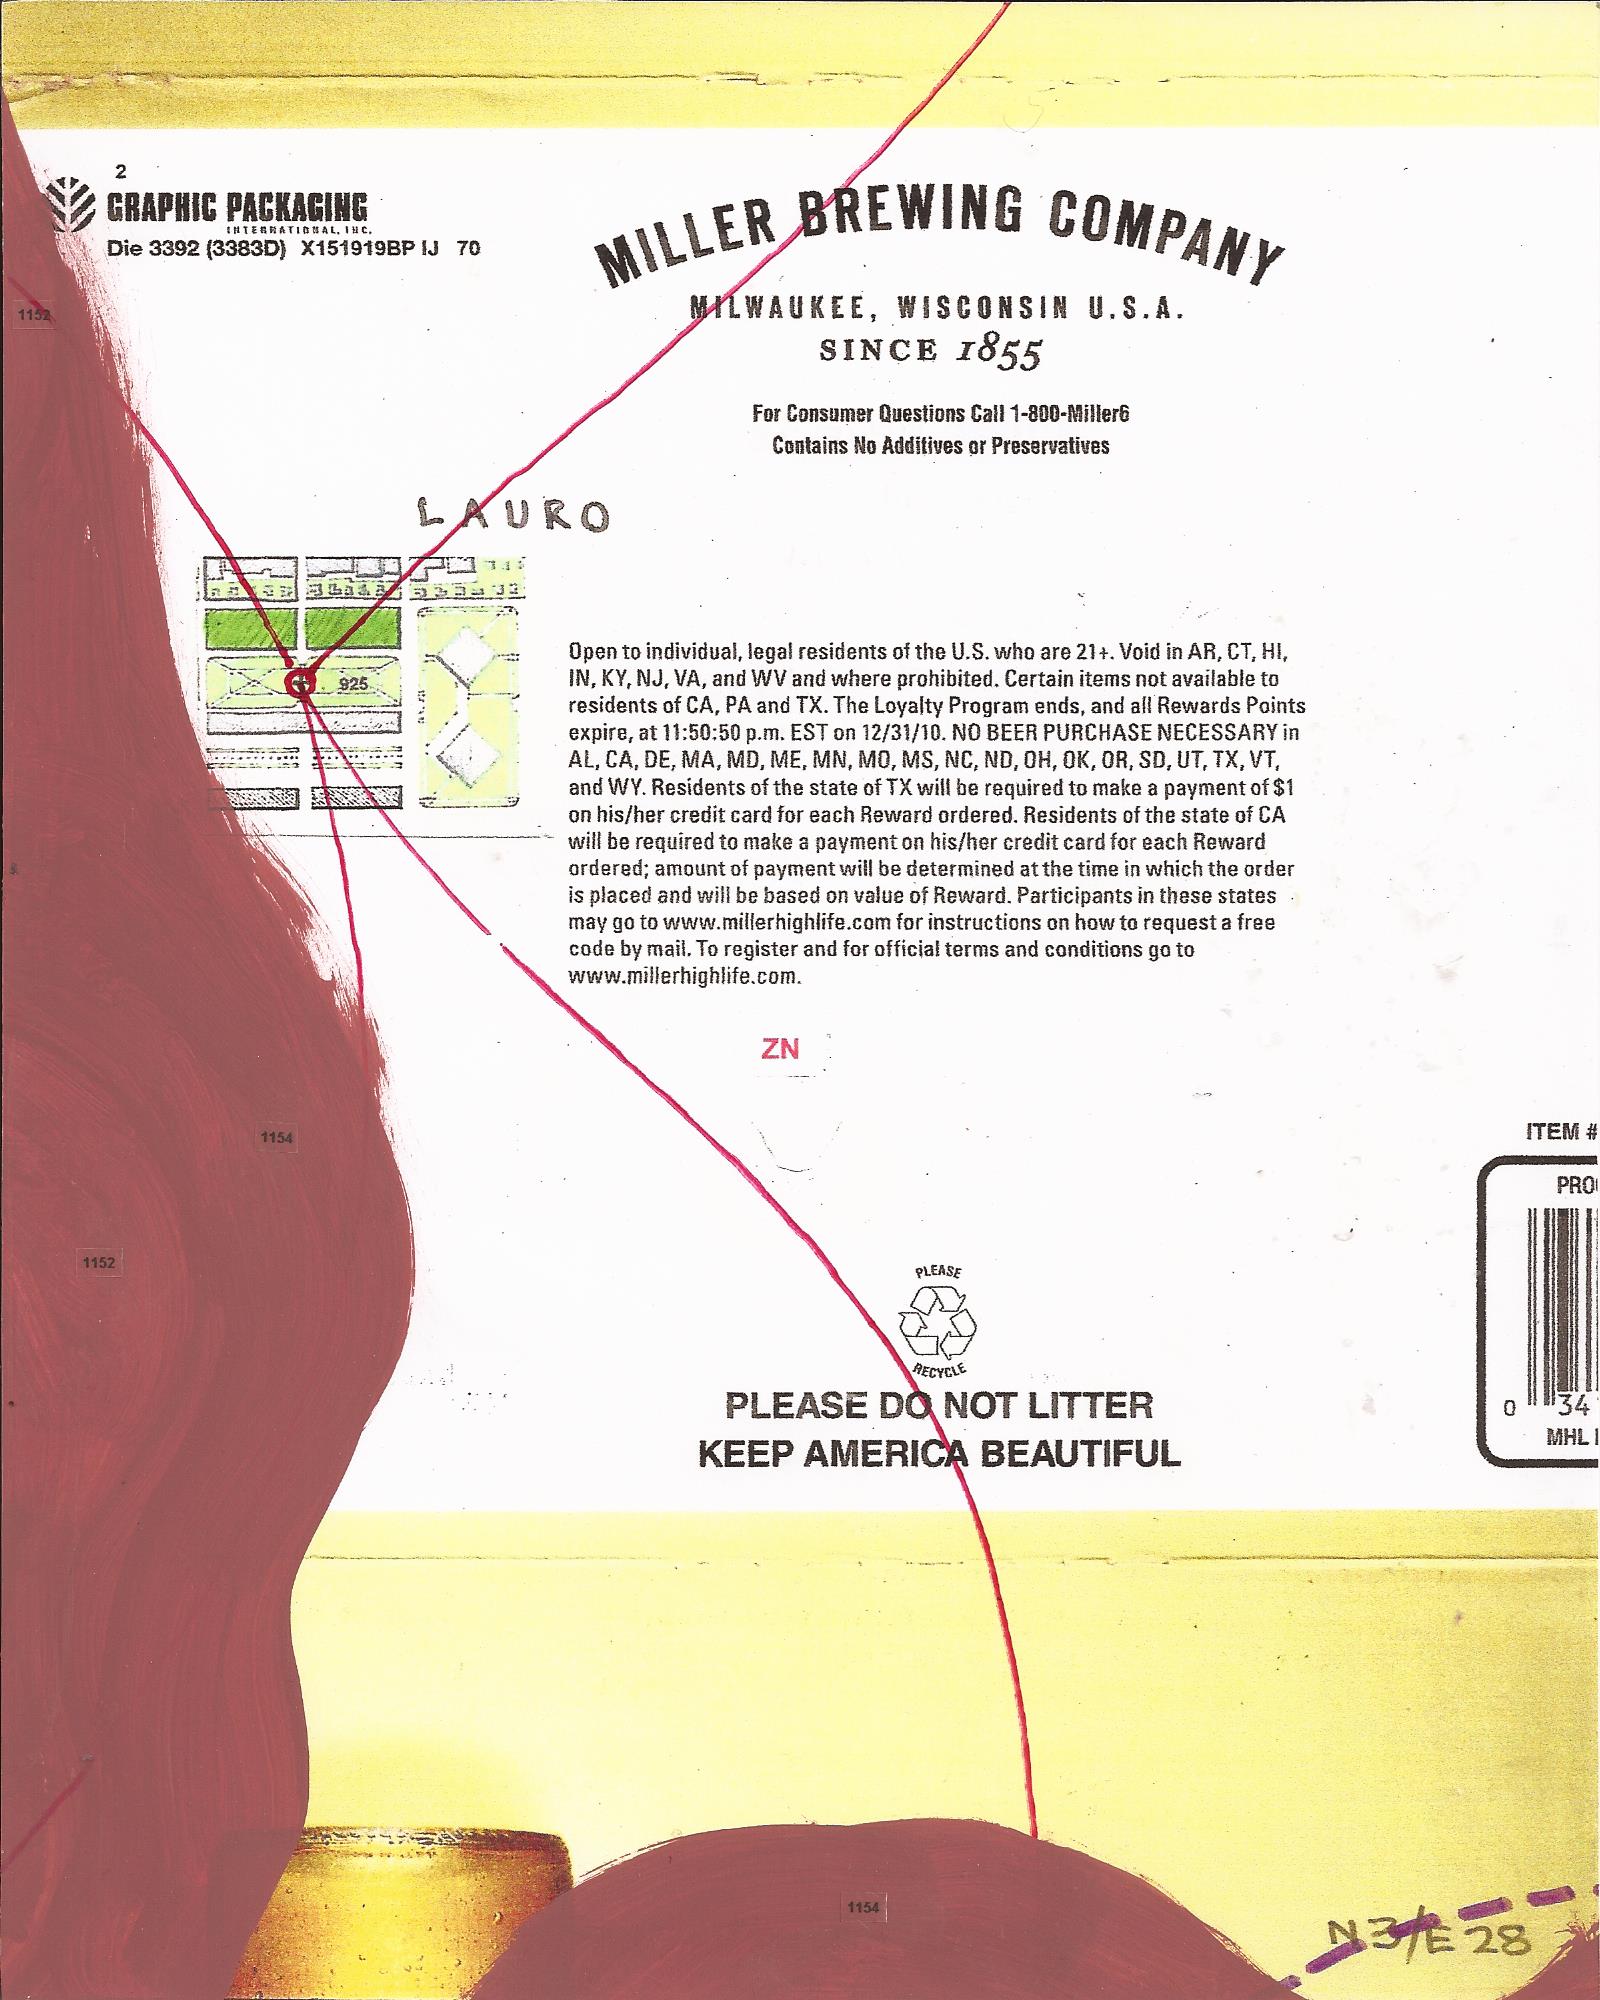 2
GRAPHIC PACKAGING
INTERNATIONAL, INC.
Die 3392 (3383D) X151919BP IJ 70
MILLER BREWING COMPANY
MILWAUKEE, WISCONSIN U.S.A.
SINCE 1855
1152
For Consumer Questions Call 1-800-Miller6
Contains No Additives or Preservatives
LAURO
925
Open to individual, legal residents of the U.S. who are 21+. Void in AR, CT, HI,
IN, KY, NJ, VA, and WV and where prohibited. Certain items not available to
residents of CA, PA and TX. The Loyalty Program ends, and all Rewards Points
expire, at 11:50:50 p.m. EST on 12/31/10. NO BEER PURCHASE NECESSARY in
AL, CA, DE, MA, MD, ME, MN, MO, MS, NC, ND, OH, OK, OR, SD, UT, TX, VT,
and WY. Residents of the state of TX will be required to make a payment of $1
on his/her credit card for each Reward ordered. Residents of the state of CA
will be required to make a payment on his/her credit card for each Reward
ordered; amount of payment will be determined at the time in which the order
is placed and will be based on value of Reward. Participants in these states
may go to www.millerhighlife.com for instructions on how to request a free
code by mail. To register and for official terms and conditions go to
www.millerhighlife.com.
ZN
1154
1152
ITEM #
PRO
0 34
MHL
PLEASE
RECYCLE
PLEASE DO NOT LITTER
KEEP AMERICA BEAUTIFUL
1154
N3/E28